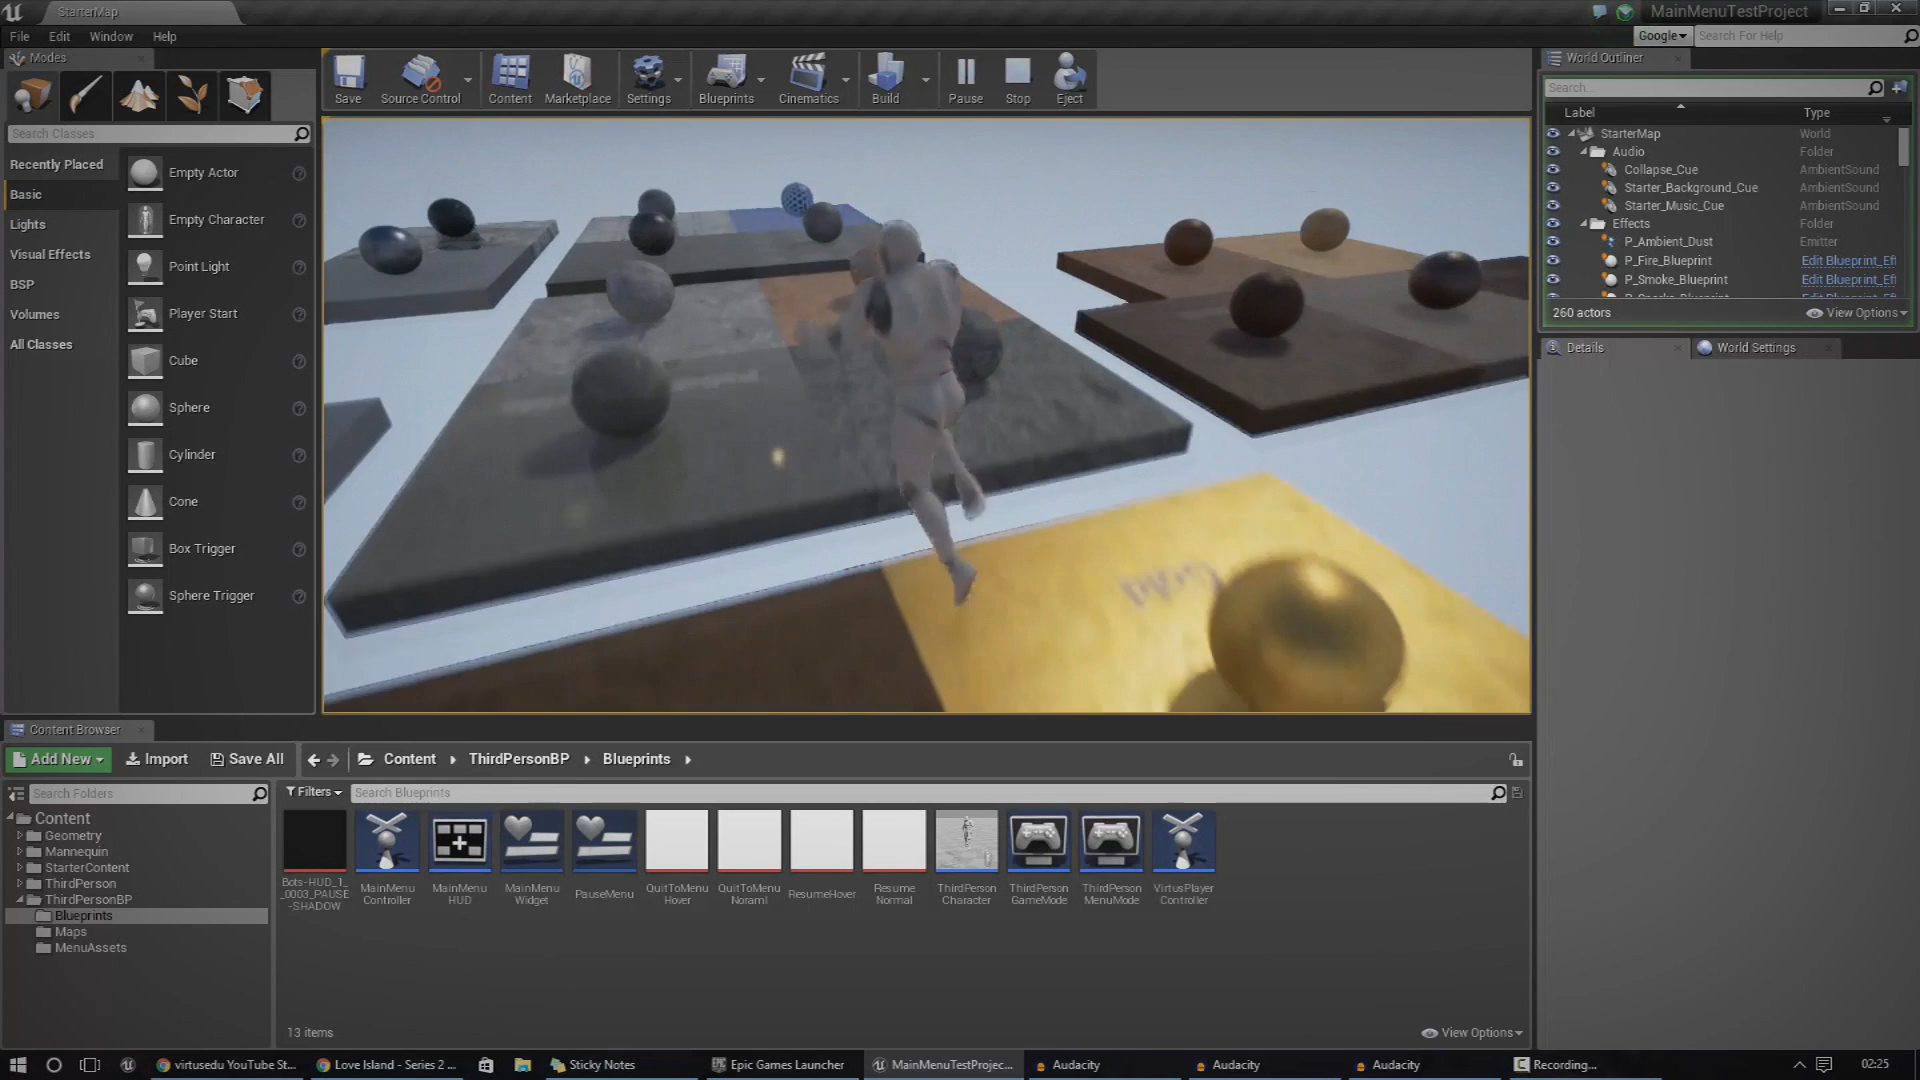 StarterMap
MainMenuTestProject
File Edit Window Help
Google
Search For Help
Modes
Save
Source Control
Content
Marketplace
Settings
Blueprints
Cinematics
Build
Pause
Stop
Eject
World Outliner
Search...
Label Type
StarterMap World
Audio Folder
Collapse_Cue AmbientSound
Starter_Background_Cue AmbientSound
Starter_Music_Cue AmbientSound
Effects Folder
P_Ambient_Dust Emitter
P_Fire_Blueprint Edit Blueprint_Eff
P_Smoke_Blueprint Edit Blueprint_Eff
260 actors
View Options
Details
World Settings
Search Classes
Recently Placed
Basic
Lights
Visual Effects
BSP
Volumes
All Classes
Empty Actor
Empty Character
Point Light
Player Start
Cube
Sphere
Cylinder
Cone
Box Trigger
Sphere Trigger
Content Browser
Add New
Import
Save All
Content
ThirdPersonBP
Blueprints
Search Folders
Filters
Search Blueprints
Content
Geometry
Mannequin
StarterContent
ThirdPerson
ThirdPersonBP
Blueprints
Maps
MenuAssets
Bots-HUD_1_
_0003_PAUSE
-SHADOW
MainMenu
Controller
MainMenu
HUD
MainMenu
Widget
PauseMenu
QuitToMenu
Hover
QuitToMenu
Noraml
ResumeHover
Resume
Normal
ThirdPerson
Character
ThirdPerson
GameMode
ThirdPerson
MenuMode
VirtusPlayer
Controller
13 items
View Options
virtusedu YouTube St...
Love Island - Series 2 ...
Sticky Notes
Epic Games Launcher
MainMenuTestProjec...
Audacity
Audacity
Audacity
Recording...
02:25